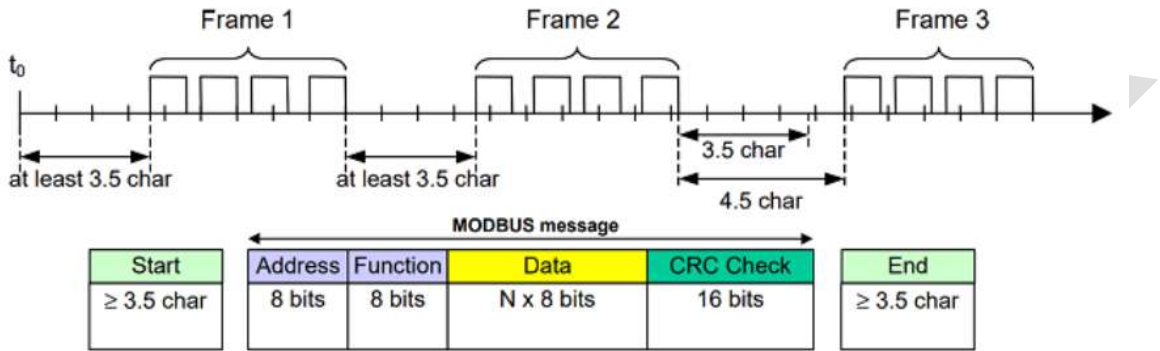 Frame 1 Frame 2 Frame 3
t0
3.5 char
at least 3.5 char at least 3.5 char
4.5 char
MODBUS message
Start Address Function Data CRC Check End
≥ 3.5 char 8 bits 8 bits N x 8 bits 16 bits ≥ 3.5 char